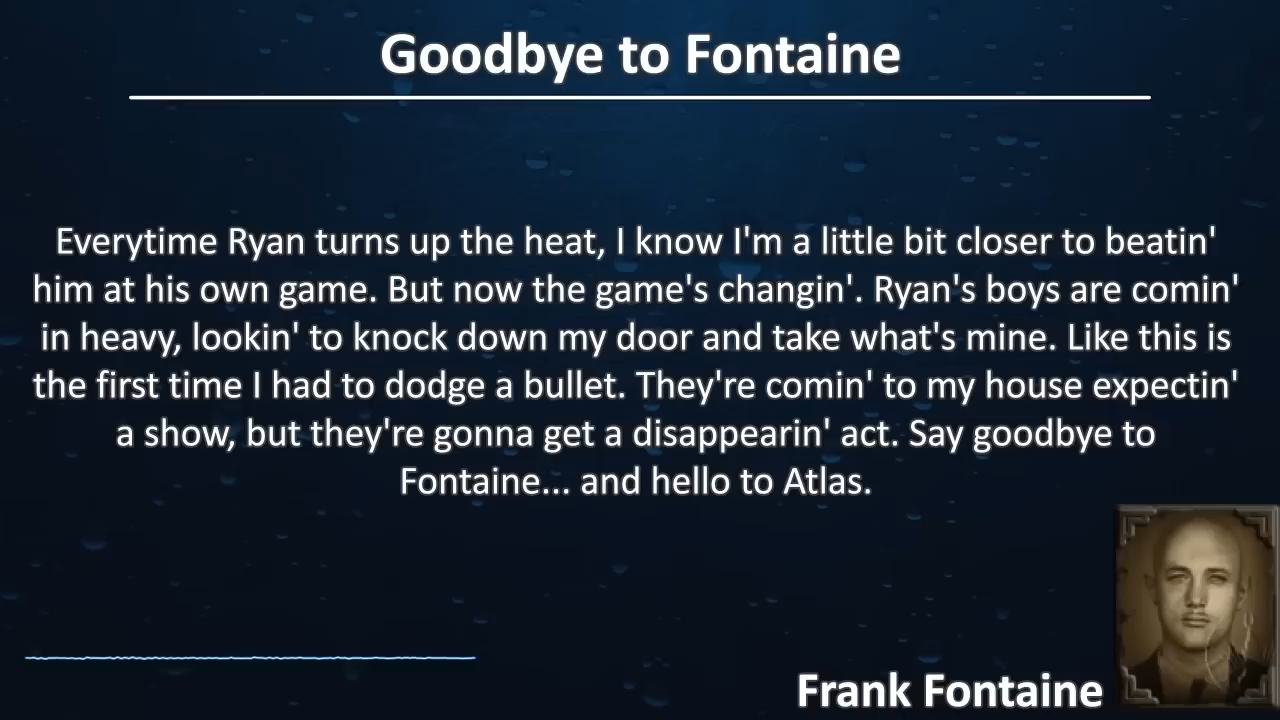 Goodbye to Fontaine
Everytime Ryan turns up the heat, I know I'm a little bit closer to beatin'
him at his own game. But now the game's changin'. Ryan's boys are comin'
in heavy, lookin' to knock down my door and take what's mine. Like this is
the first time I had to dodge a bullet. They're comin' to my house expectin'
a show, but they're gonna get a disappearin' act. Say goodbye to
Fontaine... and hello to Atlas.
Frank Fontaine